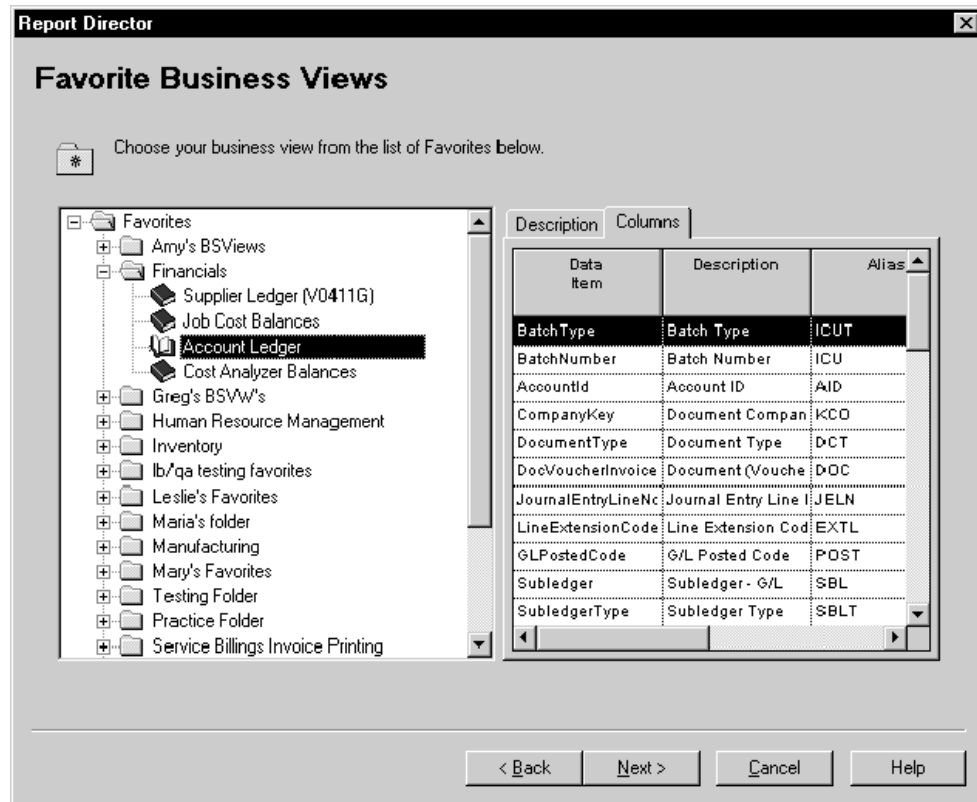 Report Director
Favorite Business Views
Choose your business view from the list of Favorites below.
Favorites
Amy's BSViews
Financials
Supplier Ledger (V0411G)
Job Cost Balances
Account Ledger
Cost Analyzer Balances
Greg's BSVW's
Human Resource Management
Inventory
lb/'qa testing favorites
Leslie's Favorites
Maria's folder
Manufacturing
Mary's Favorites
Testing Folder
Practice Folder
Service Billings Invoice Printing
Description Columns
Data Item Description Alias
BatchType Batch Type ICUT
BatchNumber Batch Number ICU
AccountId Account ID AID
CompanyKey Document Compan KCO
DocumentType Document Type DCT
DocVoucherInvoice Document (Vouche DOC
JournalEntryLineNo Journal Entry Line JELN
LineExtensionCode Line Extension Cod EXTL
GLPostedCode G/L Posted Code POST
Subledger Subledger - G/L SBL
SubledgerType Subledger Type SBLT
< Back Next > Cancel Help